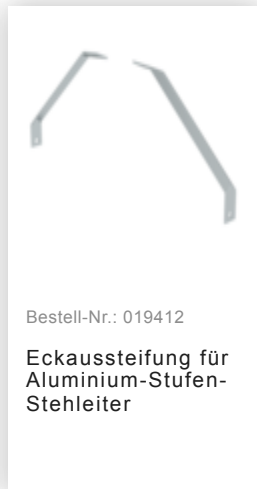 Bestell-Nr.: 019412
Eckaussteifung für
Aluminium-Stufen-
Stehleiter